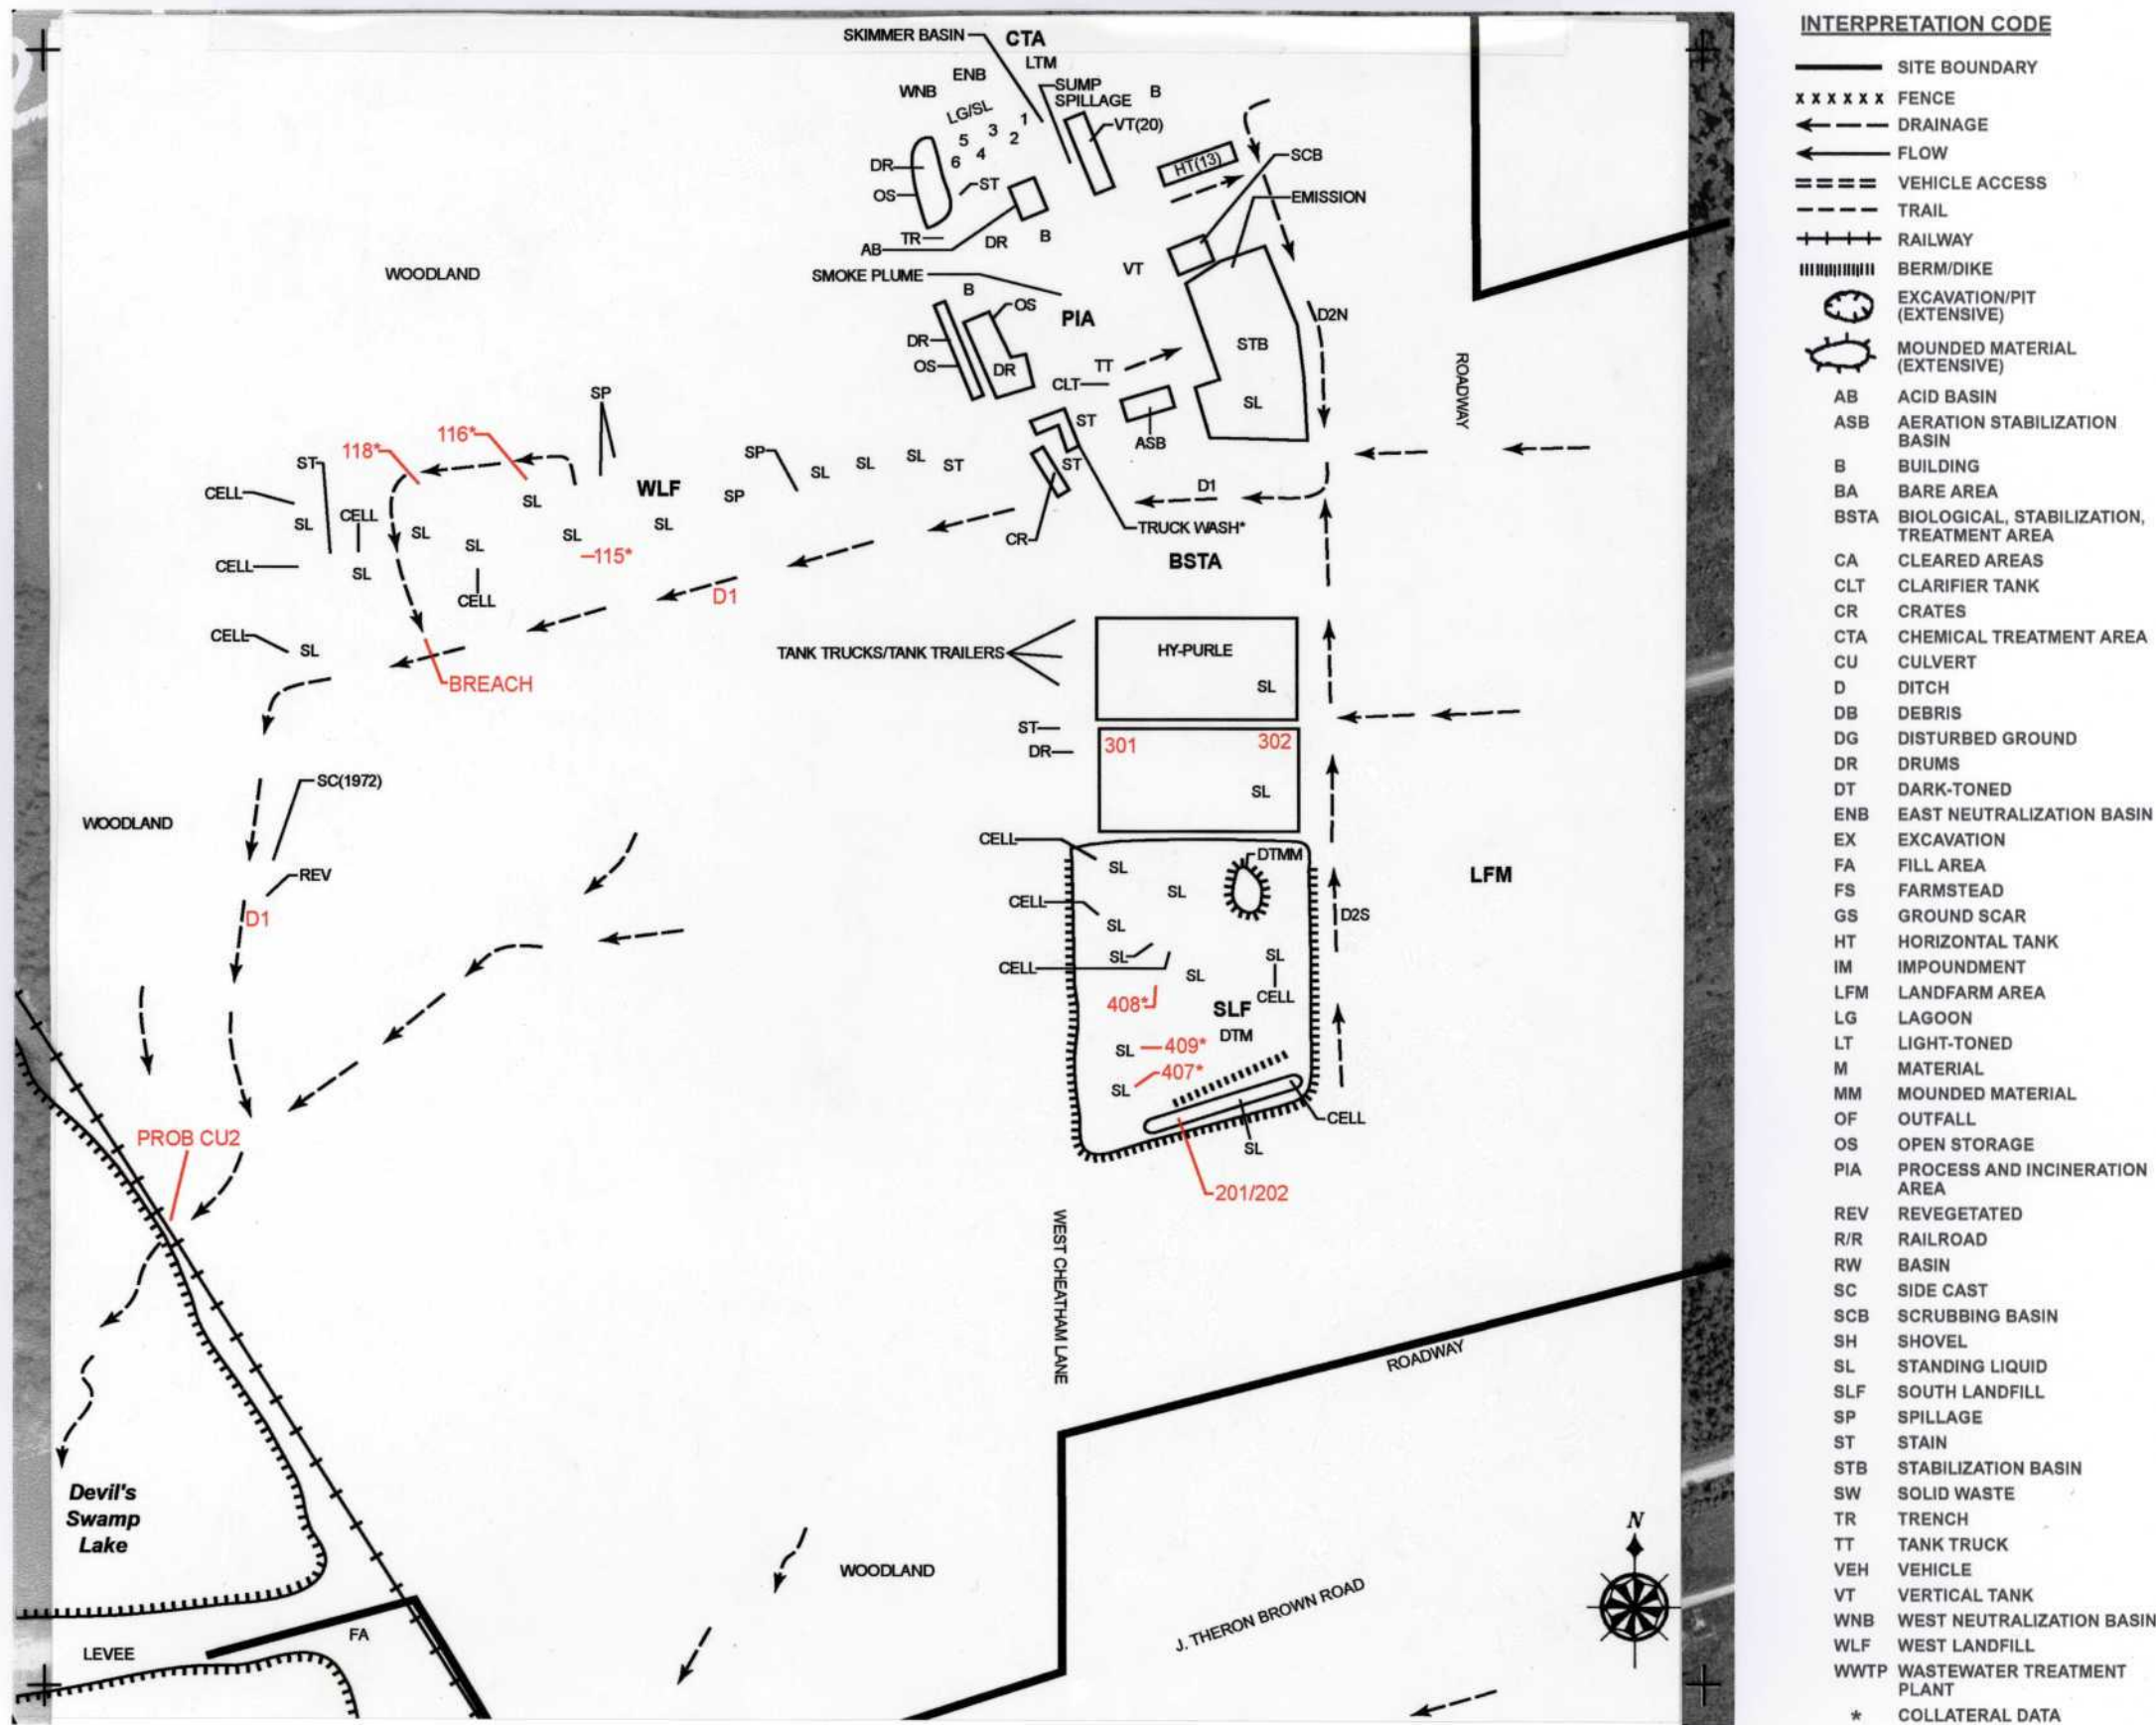 SKIMMER BASIN
CTA
LTM
ENB
WNB
SUMP
SPILLAGE
B
LG/SL
1
3
2
5
4
6
VT(20)
DR
OS
ST
HT(13)
SCB
EMISSION
TR
AB
DR
B
WOODLAND
SMOKE PLUME
VT
B
OS
PIA
D2N
DR
OS
DR
STB
TT
CLT
SL
ROADWAY
SP
ST
ASB
118*
116*
ST
SP
SL
SL
SL
ST
ST
CELL
WLF
SP
SL
CELL
SL
SL
SL
SL
SL
D1
TRUCK WASH*
CR
115*
BSTA
CELL
SL
CELL
D1
CELL
SL
TANK TRUCKS/TANK TRAILERS
HY-PURLE
SL
BREACH
ST
DR
301
302
SL
SC(1972)
WOODLAND
CELL
DTMM
SL
SL
REV
LFM
CELL
SL
D1
D2S
SL
SL
CELL
SL
CELL
408*
SLF
DTM
SL
409*
407*
SL
CELL
SL
PROB CU2
201/202
WEST CHEATHAM LANE
ROADWAY
Devil's
Swamp
Lake
WOODLAND
N
J. THERON BROWN ROAD
FA
LEVEE
INTERPRETATION CODE
SITE BOUNDARY
x x x x x x FENCE
DRAINAGE
FLOW
VEHICLE ACCESS
TRAIL
RAILWAY
BERM/DIKE
EXCAVATION/PIT
(EXTENSIVE)
MOUNDED MATERIAL
(EXTENSIVE)
AB ACID BASIN
ASB AERATION STABILIZATION
BASIN
B BUILDING
BA BARE AREA
BSTA BIOLOGICAL, STABILIZATION,
TREATMENT AREA
CA CLEARED AREAS
CLT CLARIFIER TANK
CR CRATES
CTA CHEMICAL TREATMENT AREA
CU CULVERT
D DITCH
DB DEBRIS
DG DISTURBED GROUND
DR DRUMS
DT DARK-TONED
ENB EAST NEUTRALIZATION BASIN
EX EXCAVATION
FA FILL AREA
FS FARMSTEAD
GS GROUND SCAR
HT HORIZONTAL TANK
IM IMPOUNDMENT
LFM LANDFARM AREA
LG LAGOON
LT LIGHT-TONED
M MATERIAL
MM MOUNDED MATERIAL
OF OUTFALL
OS OPEN STORAGE
PIA PROCESS AND INCINERATION
AREA
REV REVEGETATED
R/R RAILROAD
RW BASIN
SC SIDE CAST
SCB SCRUBBING BASIN
SH SHOVEL
SL STANDING LIQUID
SLF SOUTH LANDFILL
SP SPILLAGE
ST STAIN
STB STABILIZATION BASIN
SW SOLID WASTE
TR TRENCH
TT TANK TRUCK
VEH VEHICLE
VT VERTICAL TANK
WNB WEST NEUTRALIZATION BASIN
WLF WEST LANDFILL
WWTP WASTEWATER TREATMENT
PLANT
* COLLATERAL DATA